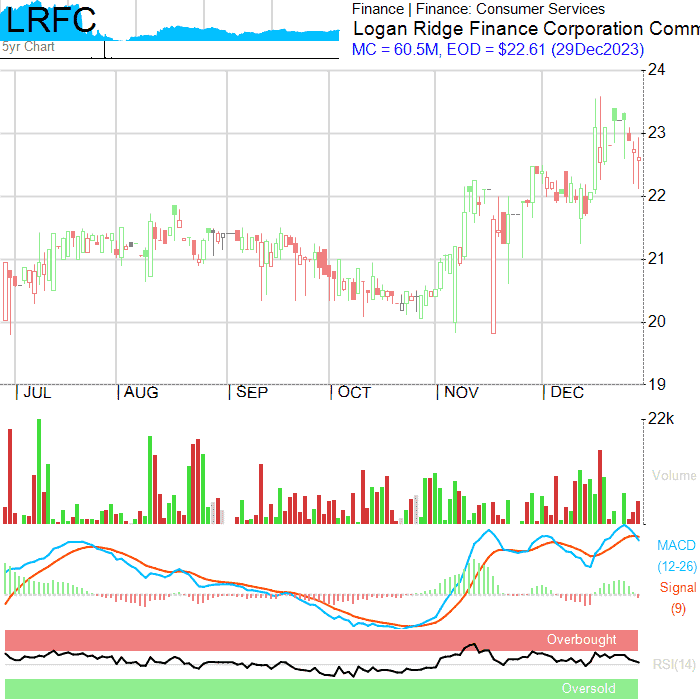 LRFC
5yr Chart
Finance | Finance: Consumer Services
Logan Ridge Finance Corporation Comm
MC = 60.5M, EOD = $22.61 (29Dec2023)
24
23
22
21
20
19
JUL AUG SEP OCT NOV DEC
22k
Volume
MACD
(12-26)
Signal
(9)
Overbought
RSI(14)
Oversold